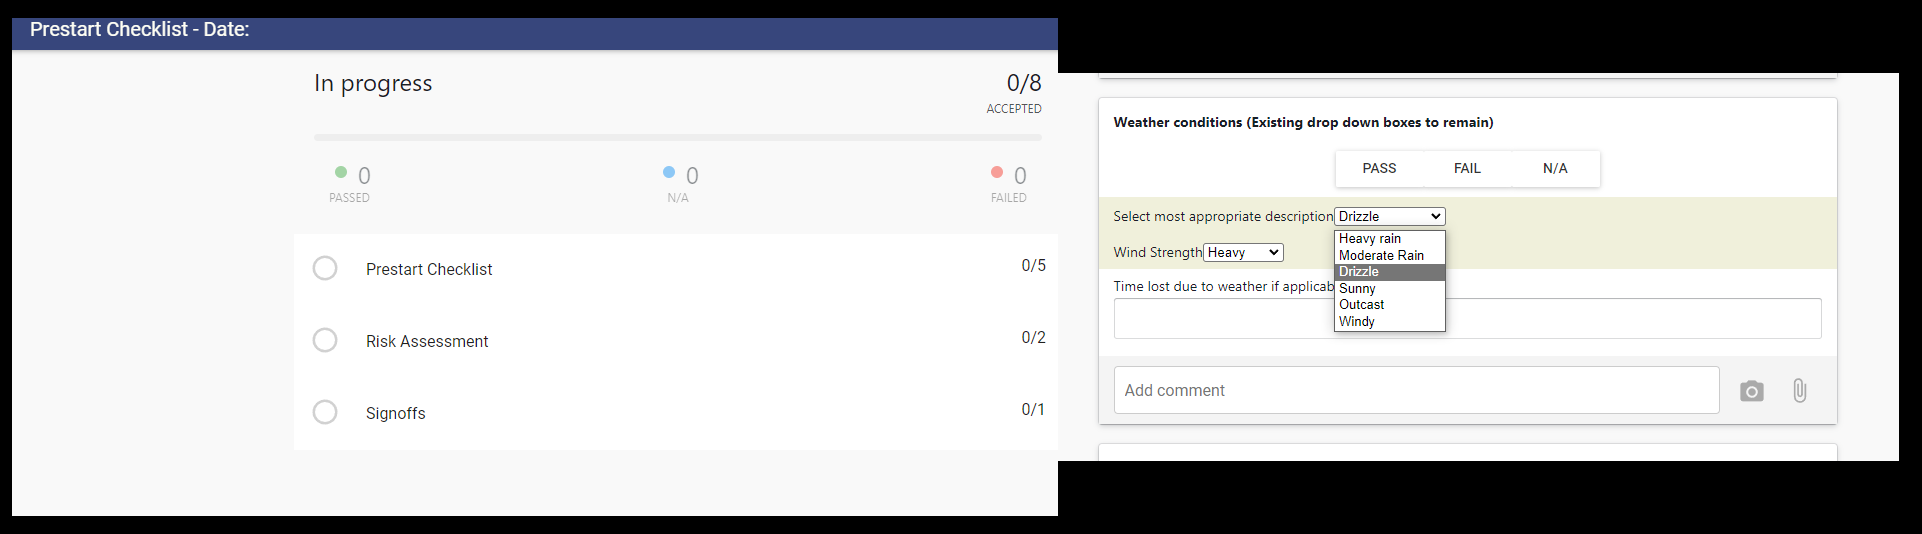 Prestart Checklist - Date:
In progress
0/8
ACCEPTED
0
PASSED
0
N/A
0
FAILED
Prestart Checklist
0/5
Risk Assessment
0/2
Signoffs
0/1
Weather conditions (Existing drop down boxes to remain)
PASS FAIL N/A
Select most appropriate description Drizzle
Heavy rain
Moderate Rain
Drizzle
Sunny
Outcast
Windy
Wind Strength Heavy
Time lost due to weather if applicab
Add comment